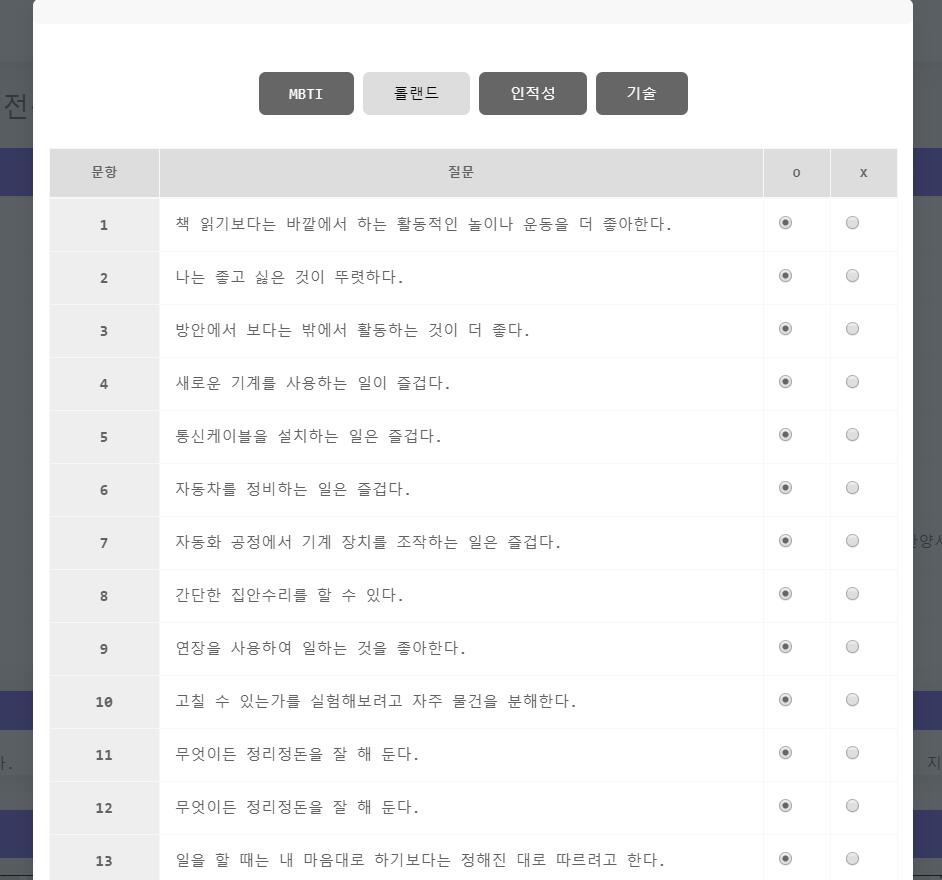 전
MBTI 홀랜드 인적성 기술
문항 질문 o x
1 책 읽기보다는 바깥에서 하는 활동적인 놀이나 운동을 더 좋아한다.
2 나는 좋고 싫은 것이 뚜렷하다.
3 방안에서 보다는 밖에서 활동하는 것이 더 좋다.
4 새로운 기계를 사용하는 일이 즐겁다.
5 통신케이블을 설치하는 일은 즐겁다.
6 자동차를 정비하는 일은 즐겁다.
7 자동화 공정에서 기계 장치를 조작하는 일은 즐겁다.
8 간단한 집안수리를 할 수 있다.
9 연장을 사용하여 일하는 것을 좋아한다.
10 고칠 수 있는가를 실험해보려고 자주 물건을 분해한다.
11 무엇이든 정리정돈을 잘 해 둔다.
12 무엇이든 정리정돈을 잘 해 둔다.
13 일을 할 때는 내 마음대로 하기보다는 정해진 대로 따르려고 한다.
지